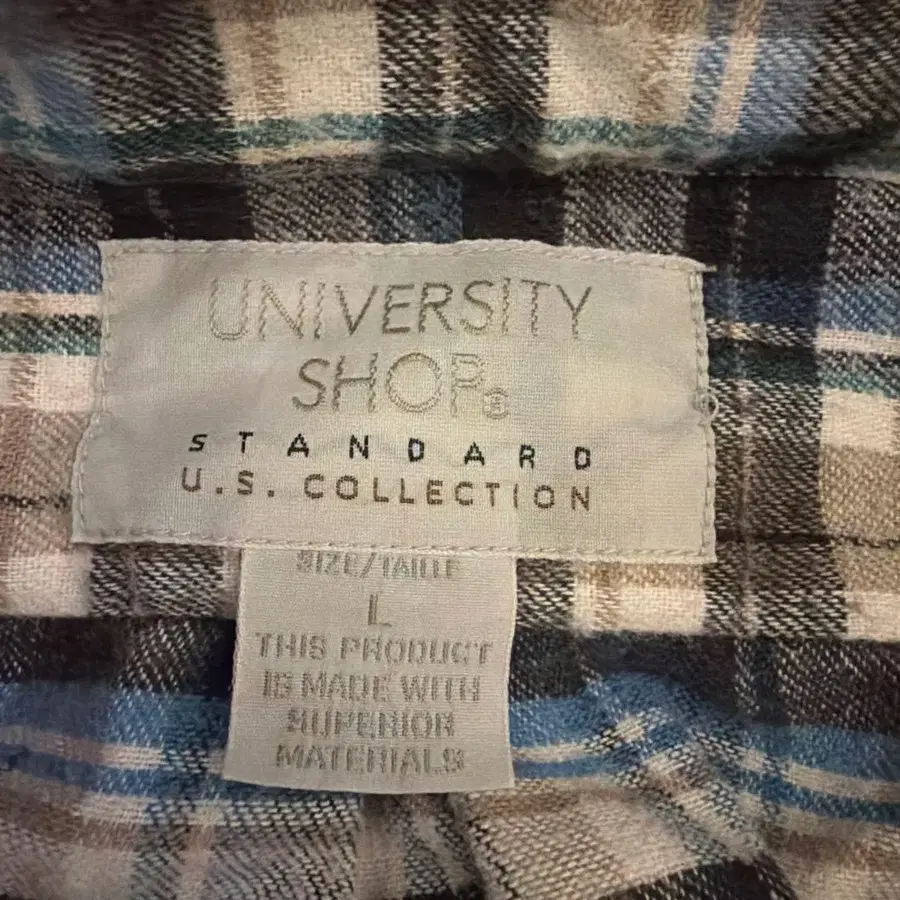 UNIVERSITY
SHOP®
STANDARD
U.S. COLLECTION
SIZE/TAILLE
L
THIS PRODUCT
IS MADE WITH
SUPERIOR
MATERIALS